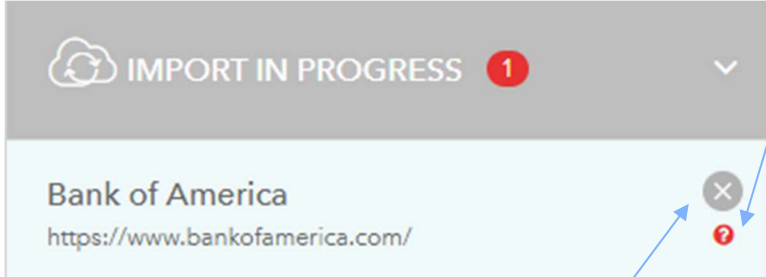 IMPORT IN PROGRESS 1
Bank of America
https://www.bankofamerica.com/
?